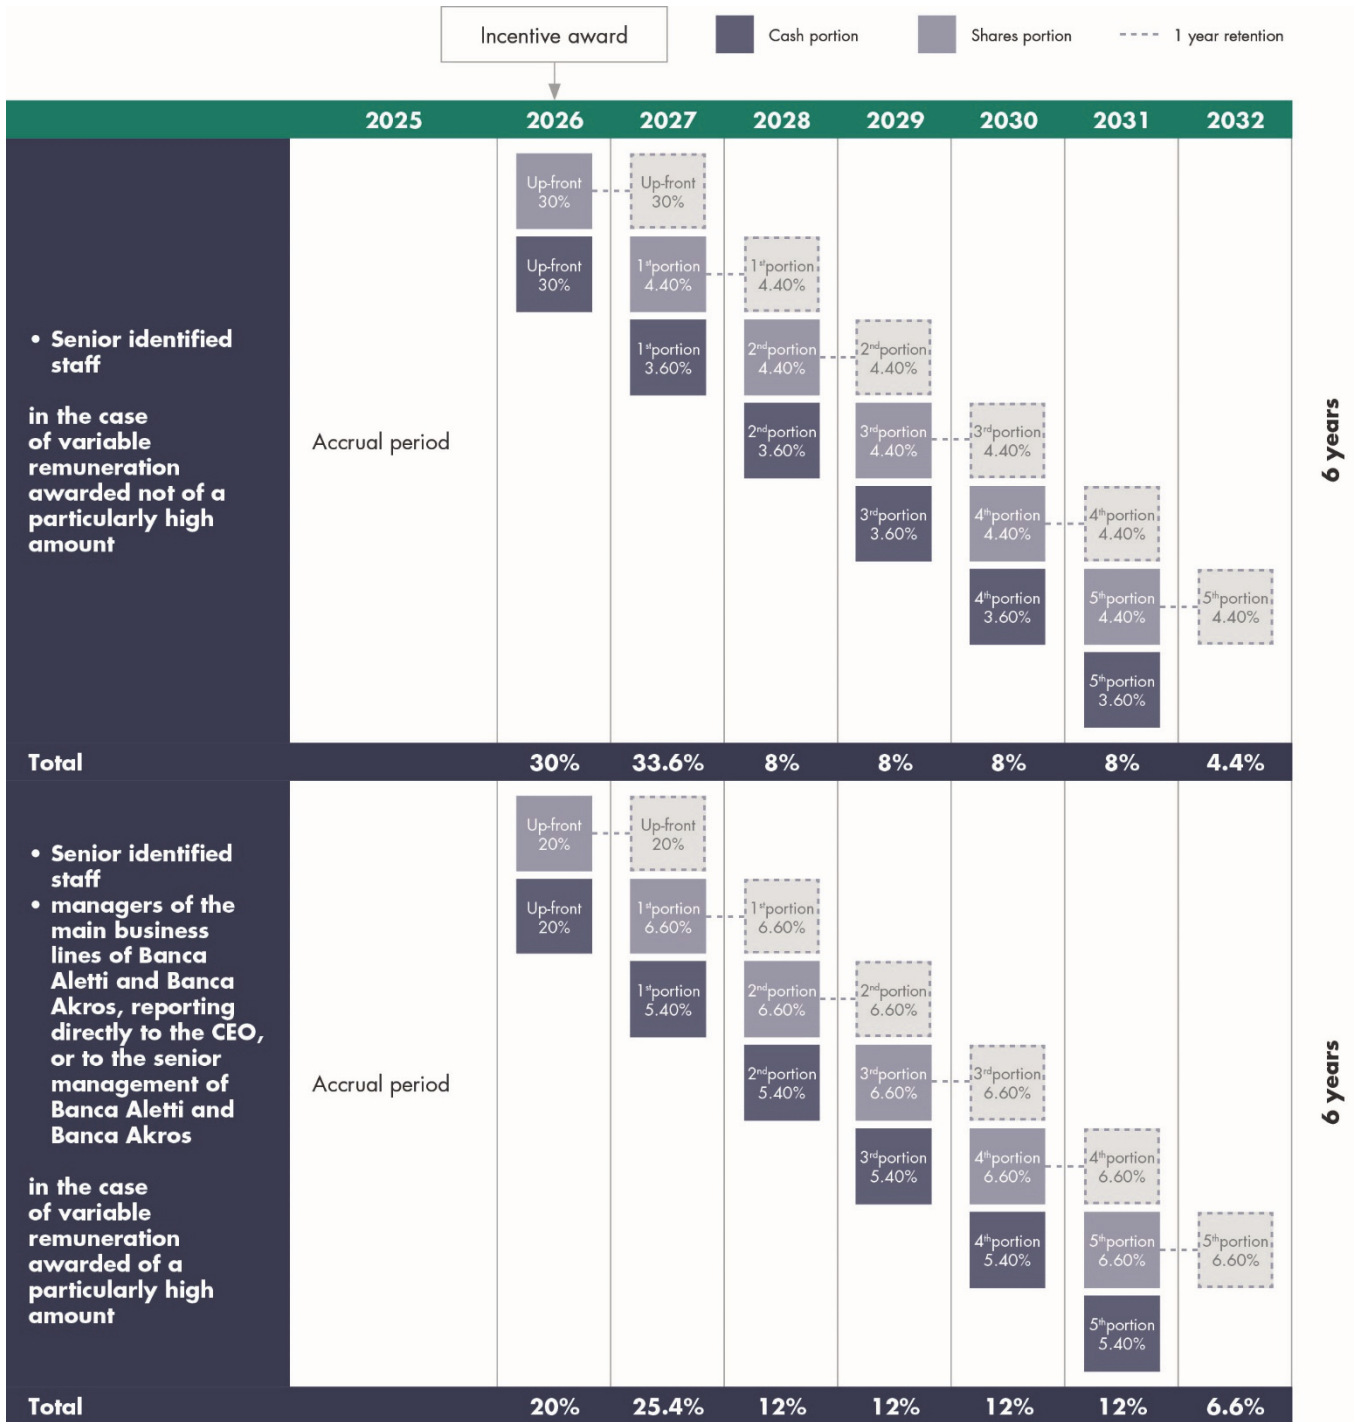 Incentive award
Cash portion
Shares portion
1 year retention
2025 2026 2027 2028 2029 2030 2031 2032
• Senior identified
staff
in the case
of variable
remuneration
awarded not of a
particularly high
amount
Accrual period
Up-front
30%
Up-front
30%
Up-front
30%
1st portion
4.40%
1st portion
4.40%
1st portion
3.60%
2nd portion
4.40%
2nd portion
4.40%
2nd portion
3.60%
3rd portion
4.40%
3rd portion
4.40%
3rd portion
3.60%
4th portion
4.40%
4th portion
4.40%
4th portion
3.60%
5th portion
4.40%
5th portion
4.40%
5th portion
3.60%
6 years
Total 30% 33.6% 8% 8% 8% 8% 4.4%
• Senior identified
staff
• managers of the
main business
lines of Banca
Aletti and Banca
Akros, reporting
directly to the CEO,
or to the senior
management of
Banca Aletti and
Banca Akros
in the case
of variable
remuneration
awarded of a
particularly high
amount
Accrual period
Up-front
20%
Up-front
20%
Up-front
20%
1st portion
6.60%
1st portion
6.60%
1st portion
5.40%
2nd portion
6.60%
2nd portion
6.60%
2nd portion
5.40%
3rd portion
6.60%
3rd portion
6.60%
3rd portion
5.40%
4th portion
6.60%
4th portion
6.60%
4th portion
5.40%
5th portion
6.60%
5th portion
6.60%
5th portion
5.40%
6 years
Total 20% 25.4% 12% 12% 12% 12% 6.6%